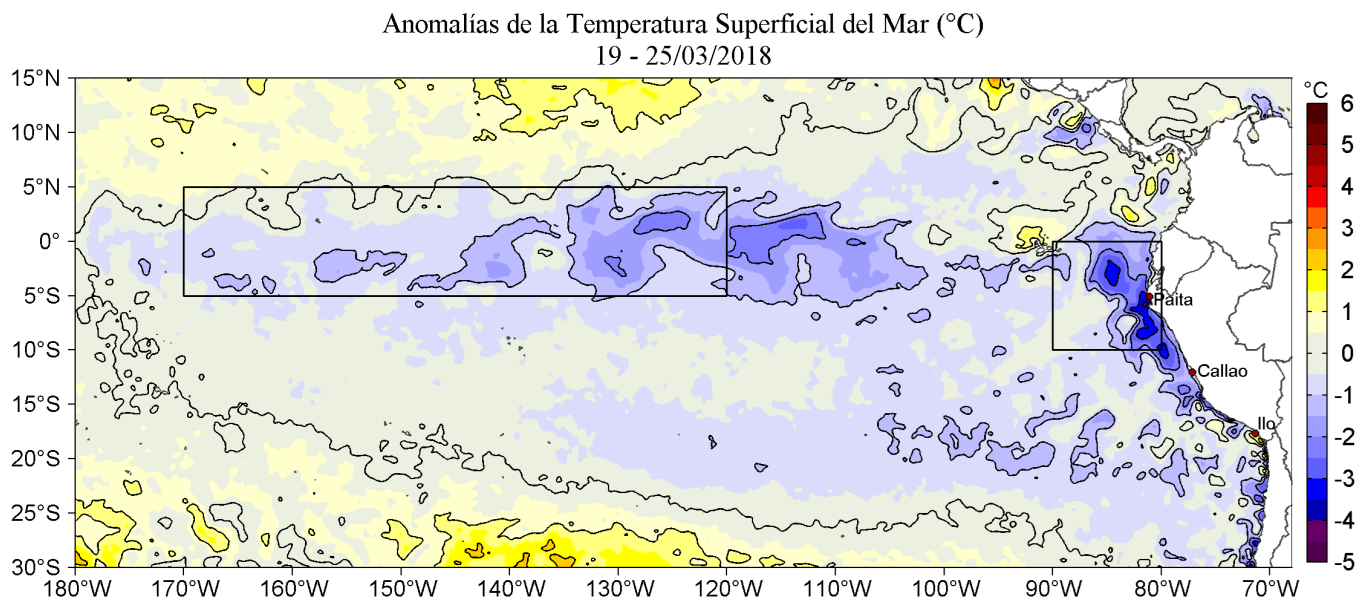 Anomalías de la Temperatura Superficial del Mar (°C)
19 - 25/03/2018
15°N
10°N
5°N
0°
5°S
10°S
15°S
20°S
25°S
30°S
180°W
170°W
160°W
150°W
140°W
130°W
120°W
110°W
100°W
90°W
80°W
70°W
Paita
Callao
Ilo
°C
6
5
4
3
2
1
0
-1
-2
-3
-4
-5